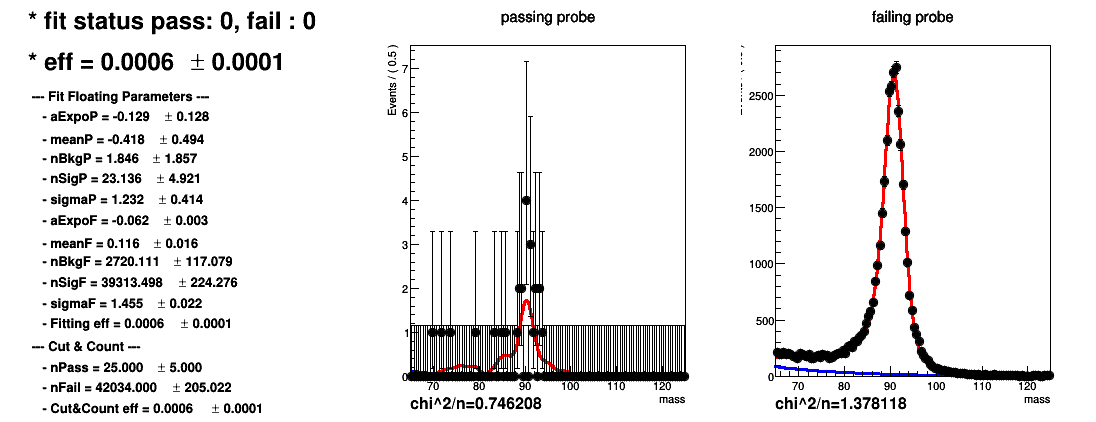 * fit status pass: 0, fail : 0
* eff = 0.0006 ± 0.0001
--- Fit Floating Parameters ---
- aExpoP = -0.129 ± 0.128
- meanP = -0.418 ± 0.494
- nBkgP = 1.846 ± 1.857
- nSigP = 23.136 ± 4.921
- sigmaP = 1.232 ± 0.414
- aExpoF = -0.062 ± 0.003
- meanF = 0.116 ± 0.016
- nBkgF = 2720.111 ± 117.079
- nSigF = 39313.498 ± 224.276
- sigmaF = 1.455 ± 0.022
- Fitting eff = 0.0006 ± 0.0001
--- Cut & Count ---
- nPass = 25.000 ± 5.000
- nFail = 42034.000 ± 205.022
- Cut&Count eff = 0.0006 ± 0.0001
passing probe
Events / ( 0.5 )
7
6
5
4
3
2
1
0
70 80 90 100 110 120
mass
chi^2/n=0.746208
failing probe
2500
2000
1500
1000
500
0
70 80 90 100 110 120
mass
chi^2/n=1.378118